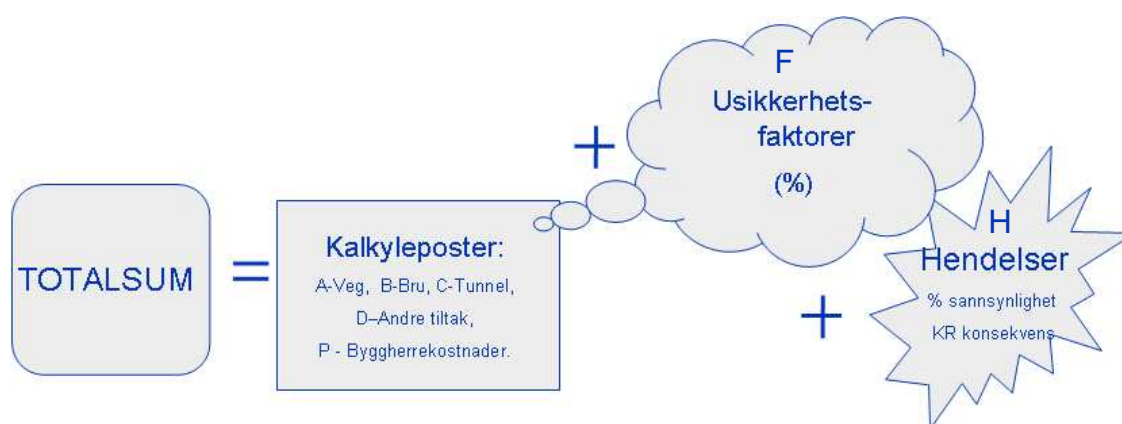 TOTALSUM
=
Kalkyleposter:
A-Veg, B-Bru, C-Tunnel,
D–Andre tiltak,
P - Byggherrekostnader.
+
F
Usikkerhets-
faktorer
(%)
+
H
Hendelser
% sannsynlighet
KR konsekvens